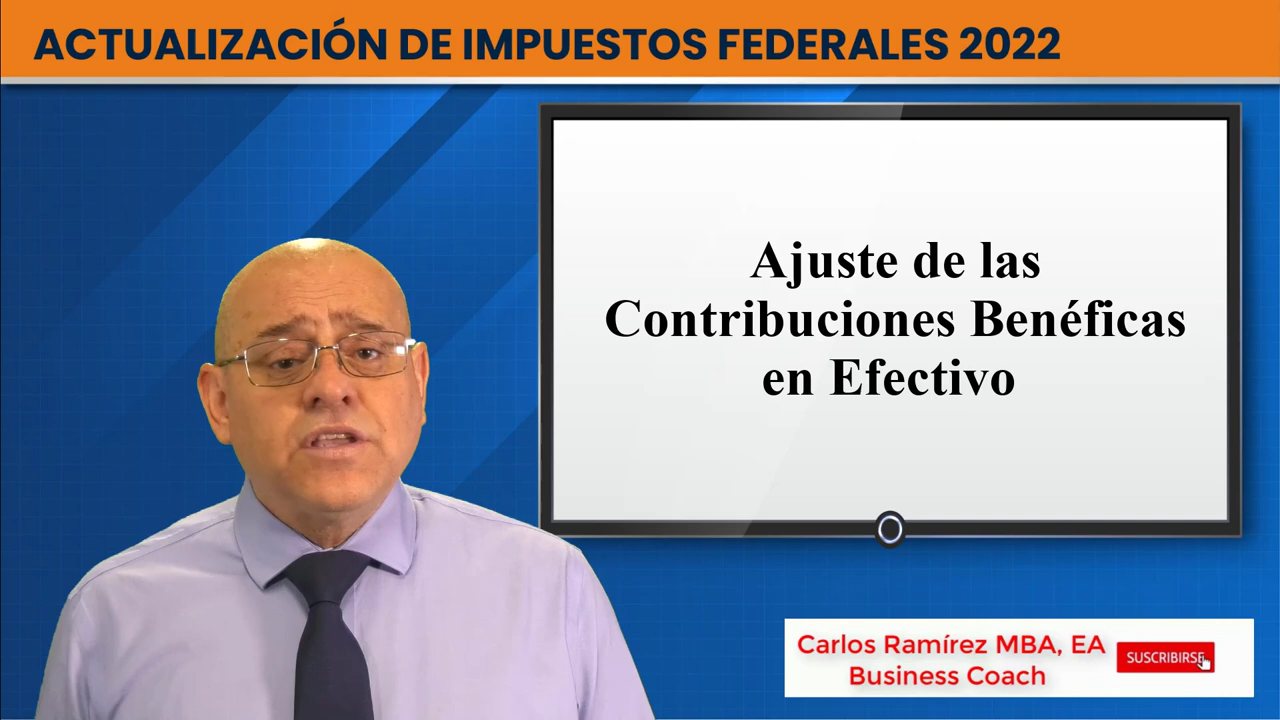 ACTUALIZACIÓN DE IMPUESTOS FEDERALES 2022
Ajuste de las
Contribuciones Benéficas
en Efectivo
Carlos Ramírez MBA, EA
Business Coach
SUSCRIBIRSE